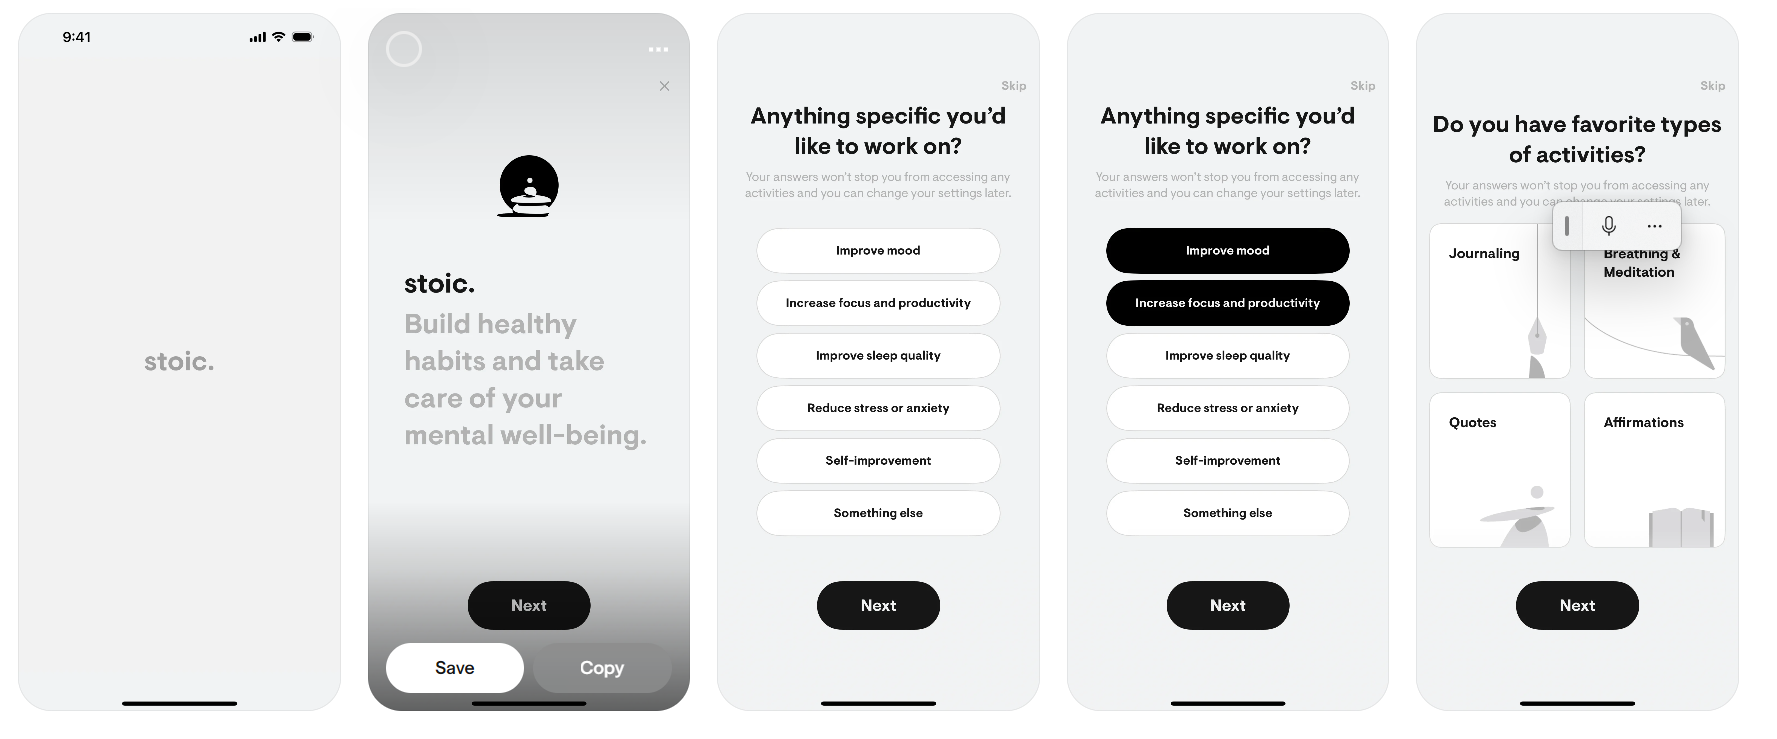 9:41
stoic.
stoic.
Build healthy
habits and take
care of your
mental well-being.
Next
Save
Copy
Skip
Anything specific you’d
like to work on?
Your answers won’t stop you from accessing any
activities and you can change your settings later.
Improve mood
Increase focus and productivity
Improve sleep quality
Reduce stress or anxiety
Self-improvement
Something else
Next
Skip
Anything specific you’d
like to work on?
Your answers won’t stop you from accessing any
activities and you can change your settings later.
Improve mood
Increase focus and productivity
Improve sleep quality
Reduce stress or anxiety
Self-improvement
Something else
Next
Skip
Do you have favorite types
of activities?
Your answers won’t stop you from accessing any
activities and you can change your settings later.
Journaling
Breathing &
Meditation
Quotes
Affirmations
Next